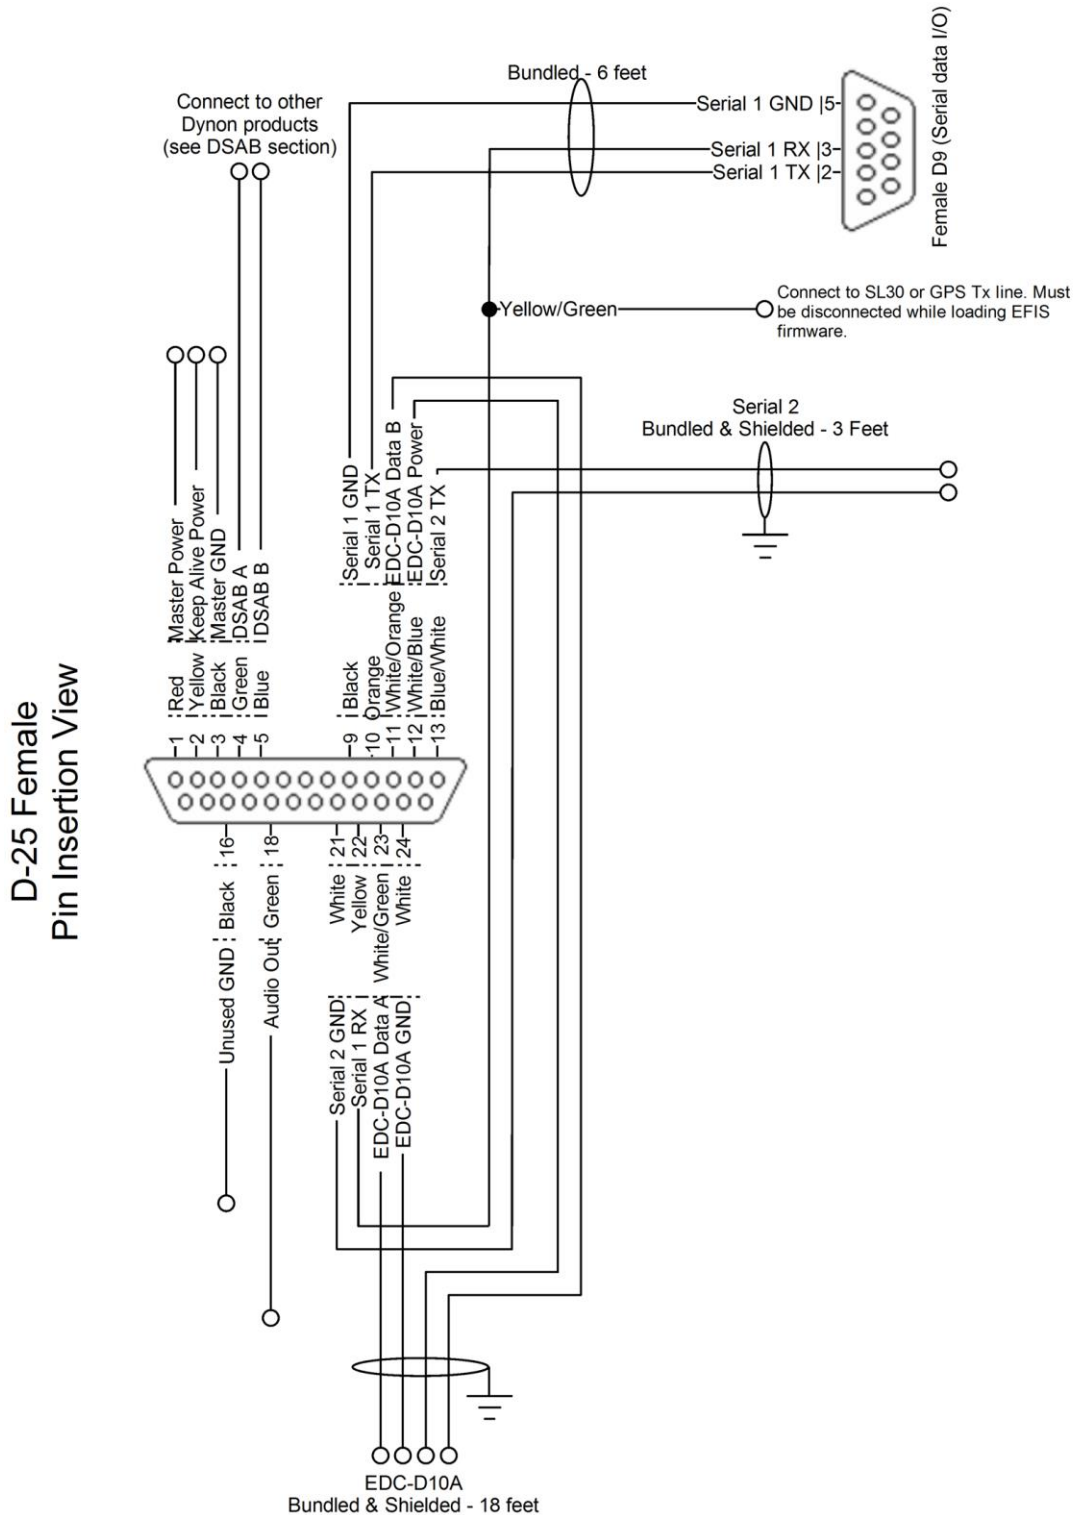 D-25 Female
Pin Insertion View
Bundled - 6 feet
Connect to other
Dynon products
(see DSAB section)
Serial 1 GND |5
Serial 1 RX |3
Serial 1 TX |2
Female D9 (Serial data I/O)
Yellow/Green
Connect to SL30 or GPS Tx line. Must
be disconnected while loading EFIS
firmware.
Serial 2
Bundled & Shielded - 3 Feet
1 Red Master Power
2 Yellow Keep Alive Power
3 Black Master GND
4 Green DSAB A
5 Blue DSAB B
9 Black Serial 1 GND
10 Orange Serial 1 TX
11 White/Orange EDC-D10A Data B
12 White/Blue EDC-D10A Power
13 Blue/White Serial 2 TX
Unused GND Black 16
Audio Out Green 18
Serial 2 GND White 21
Serial 1 RX Yellow 22
EDC-D10A Data A White/Green 23
EDC-D10A GND White 24
EDC-D10A
Bundled & Shielded - 18 feet